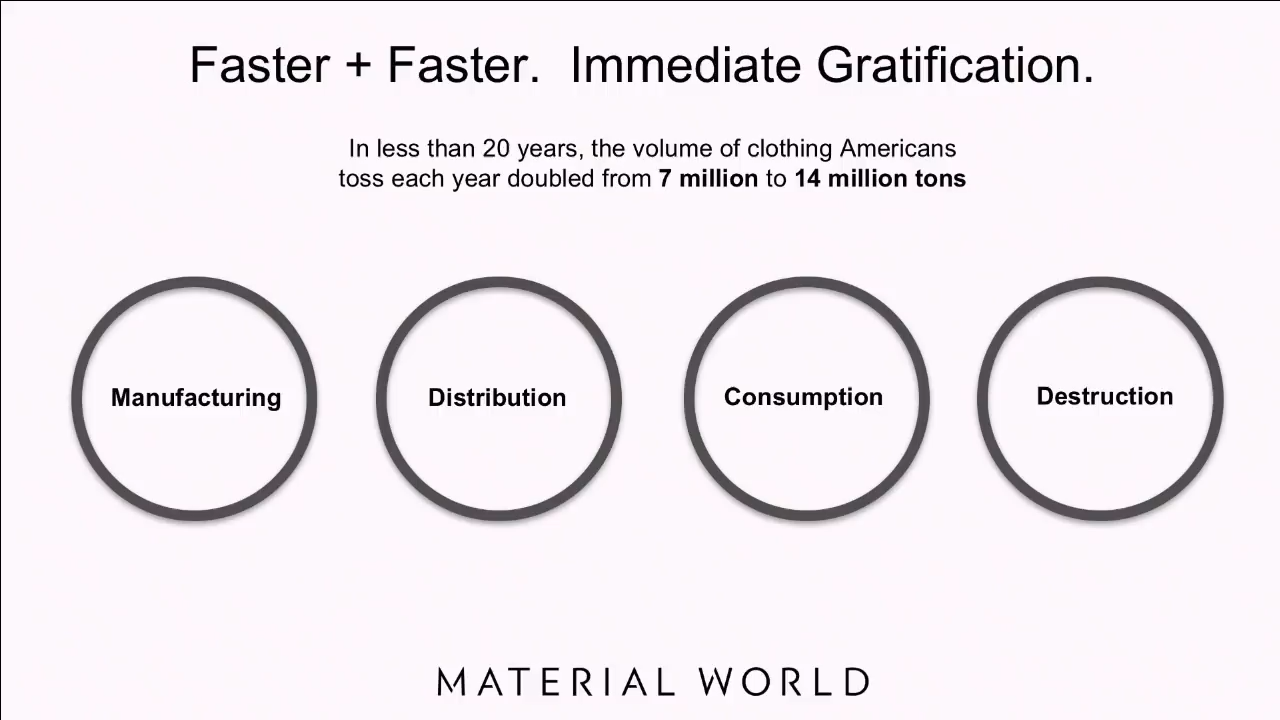 Faster + Faster.  Immediate Gratification.
In less than 20 years, the volume of clothing Americans
toss each year doubled from 7 million to 14 million tons
Manufacturing
Distribution
Consumption
Destruction
MATERIAL WORLD